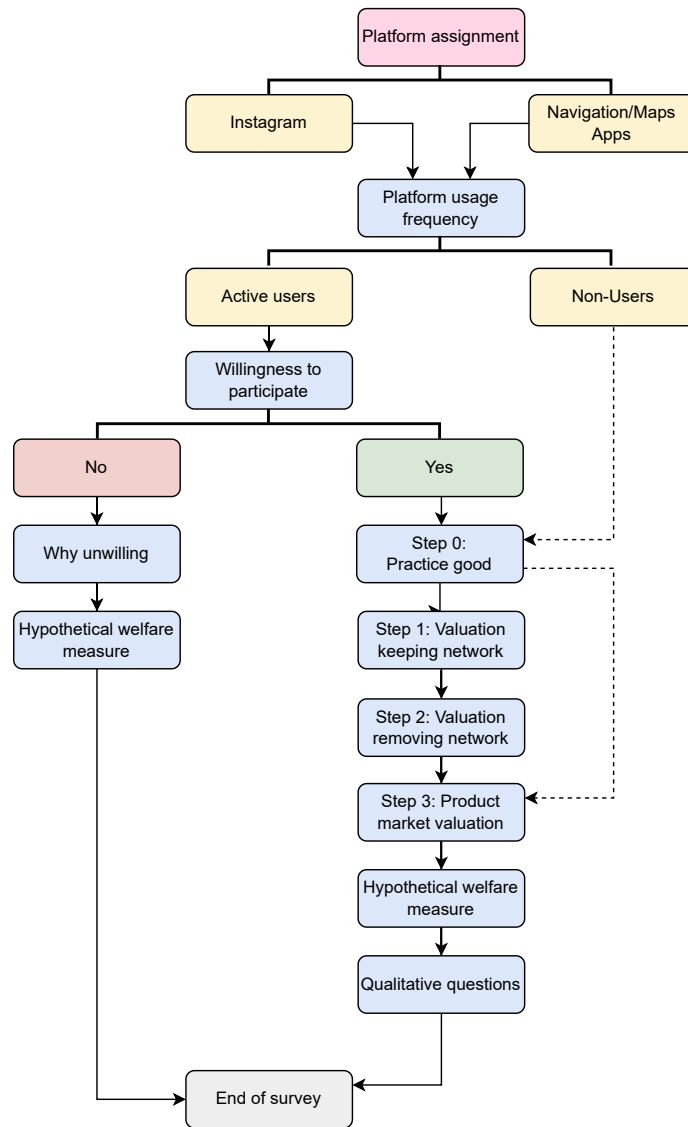 Platform assignment
Instagram
Navigation/Maps
Apps
Platform usage
frequency
Active users
Non-Users
Willingness to
participate
No
Yes
Why unwilling
Step 0:
Practice good
Hypothetical welfare
measure
Step 1: Valuation
keeping network
Step 2: Valuation
removing network
Step 3: Product
market valuation
Hypothetical welfare
measure
Qualitative questions
End of survey